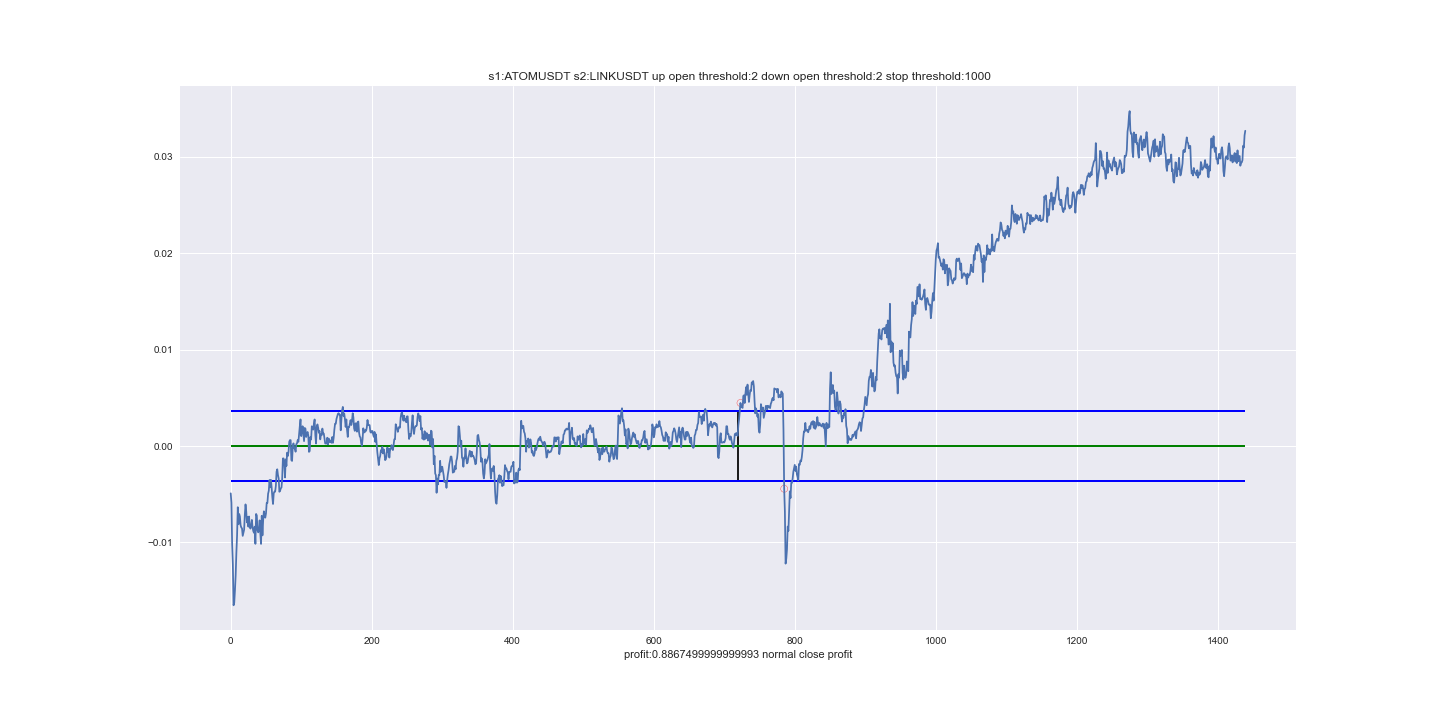 s1:ATOMUSDT s2:LINKUSDT up open threshold:2 down open threshold:2 stop threshold:1000
0.03
0.02
0.01
0.00
−0.01
0 200 400 600 800 1000 1200 1400
profit:0.8867499999999993 normal close profit